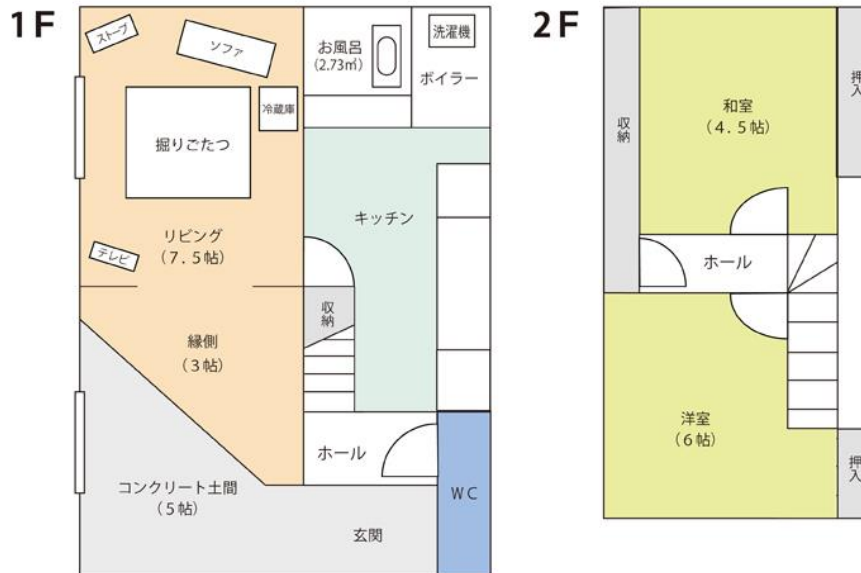 1F
ストーブ
ソファ
お風呂
(2.73㎡)
洗濯機
ボイラー
冷蔵庫
掘りごたつ
キッチン
リビング
(7.5帖)
テレビ
収納
縁側
(3帖)
ホール
コンクリート土間
(5帖)
WC
玄関
2F
収納
和室
(4.5帖)
押入
ホール
洋室
(6帖)
押入